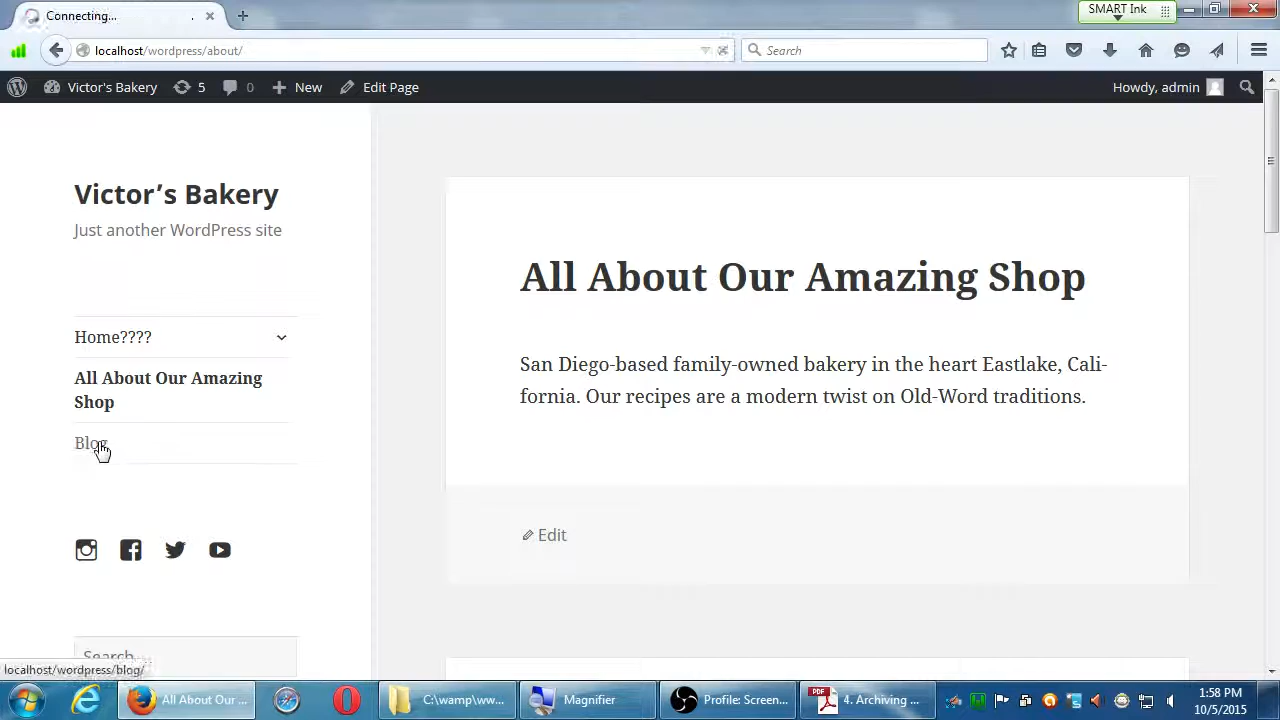 Connecting...
SMART Ink
localhost/wordpress/about/
Search
Victor's Bakery
5
0
New
Edit Page
Howdy, admin
Victor’s Bakery
Just another WordPress site
Home????
All About Our Amazing
Shop
Blog
Search
All About Our Amazing Shop
San Diego-based family-owned bakery in the heart Eastlake, Cali-
fornia. Our recipes are a modern twist on Old-Word traditions.
Edit
localhost/wordpress/blog/
All About Our ...
C:\wamp\ww...
Magnifier
Profile: Screen...
PDF
4. Archiving ...
1:58 PM
10/5/2015